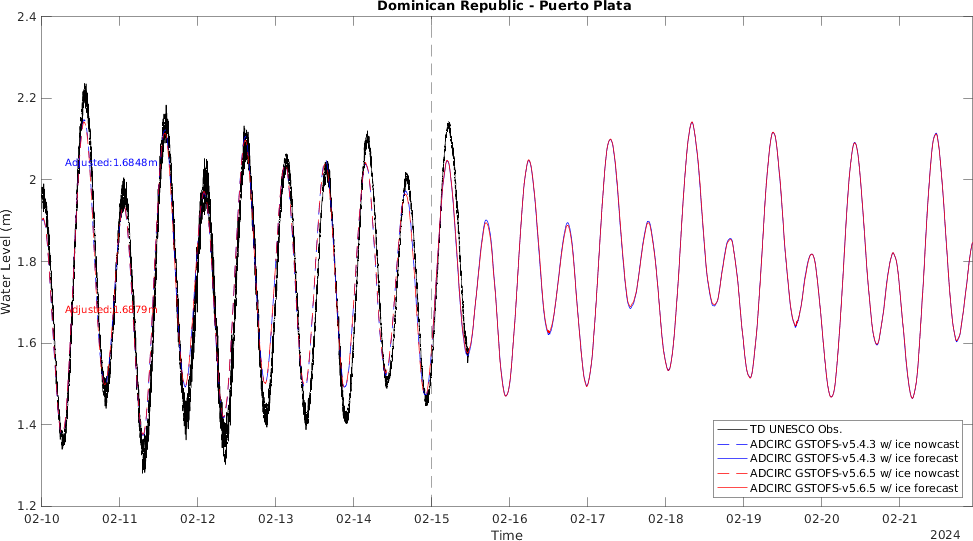 Dominican Republic - Puerto Plata
2.4
2.2
2
1.8
1.6
1.4
1.2
Water Level (m)
Adjusted:1.6848m
Adjusted:1.6879m
TD UNESCO Obs.
ADCIRC GSTOFS-v5.4.3 w/ ice nowcast
ADCIRC GSTOFS-v5.4.3 w/ ice forecast
ADCIRC GSTOFS-v5.6.5 w/ ice nowcast
ADCIRC GSTOFS-v5.6.5 w/ ice forecast
02-10 02-11 02-12 02-13 02-14 02-15 02-16 02-17 02-18 02-19 02-20 02-21
Time
2024